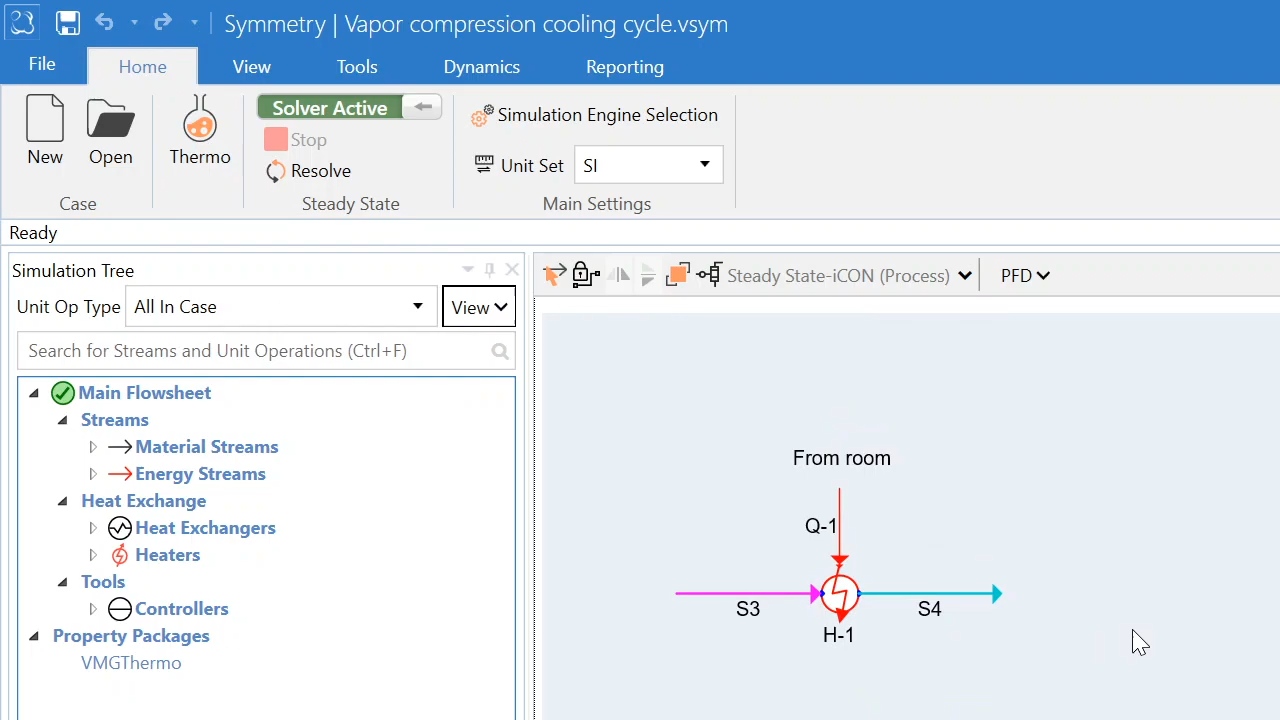 Symmetry | Vapor compression cooling cycle.vsym
File Home View Tools Dynamics Reporting
New Open Thermo
Case
Solver Active
Stop
Resolve
Steady State
Simulation Engine Selection
Unit Set SI
Main Settings
Ready
Simulation Tree
Unit Op Type All In Case View
Search for Streams and Unit Operations (Ctrl+F)
Main Flowsheet
Streams
Material Streams
Energy Streams
Heat Exchange
Heat Exchangers
Heaters
Tools
Controllers
Property Packages
VMGThermo
Steady State-iCON (Process) PFD
From room
Q-1
S3 S4
H-1